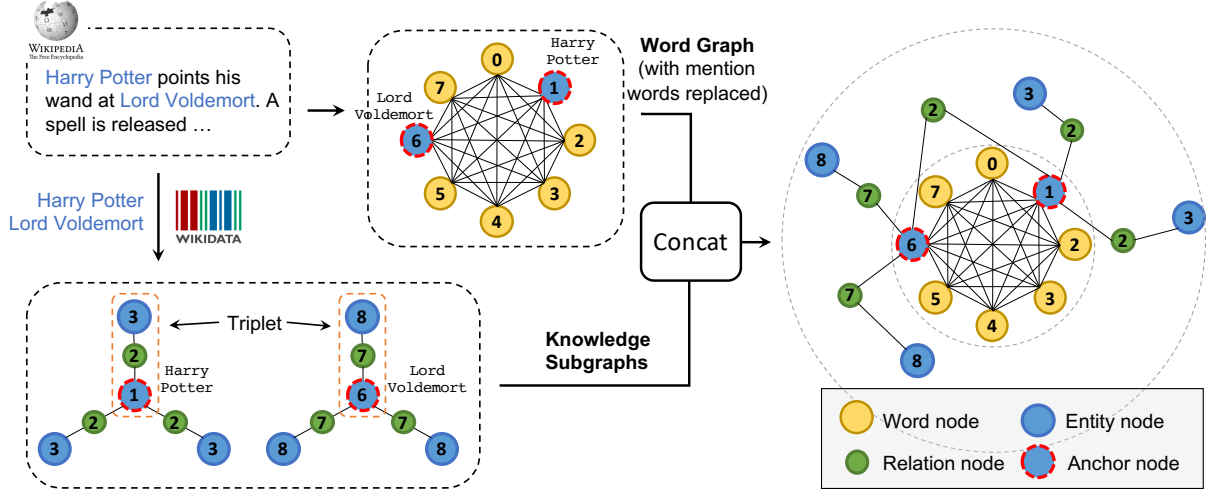 WIKIPEDIA
The Free Encyclopedia
Harry Potter points his
wand at Lord Voldemort. A
spell is released ...
Harry Potter
Lord Voldemort
WIKIDATA
Harry
Potter
Lord
Voldemort
0
1
2
3
4
5
6
7
Word Graph
(with mention
words replaced)
Concat
Knowledge
Subgraphs
Triplet
3
2
1
Harry
Potter
2
2
3
3
8
7
6
Lord
Voldemort
7
7
8
8
3
2
2
8
0
7
1
7
3
6
2
2
7
5
3
4
8
Word node
Entity node
Relation node
Anchor node